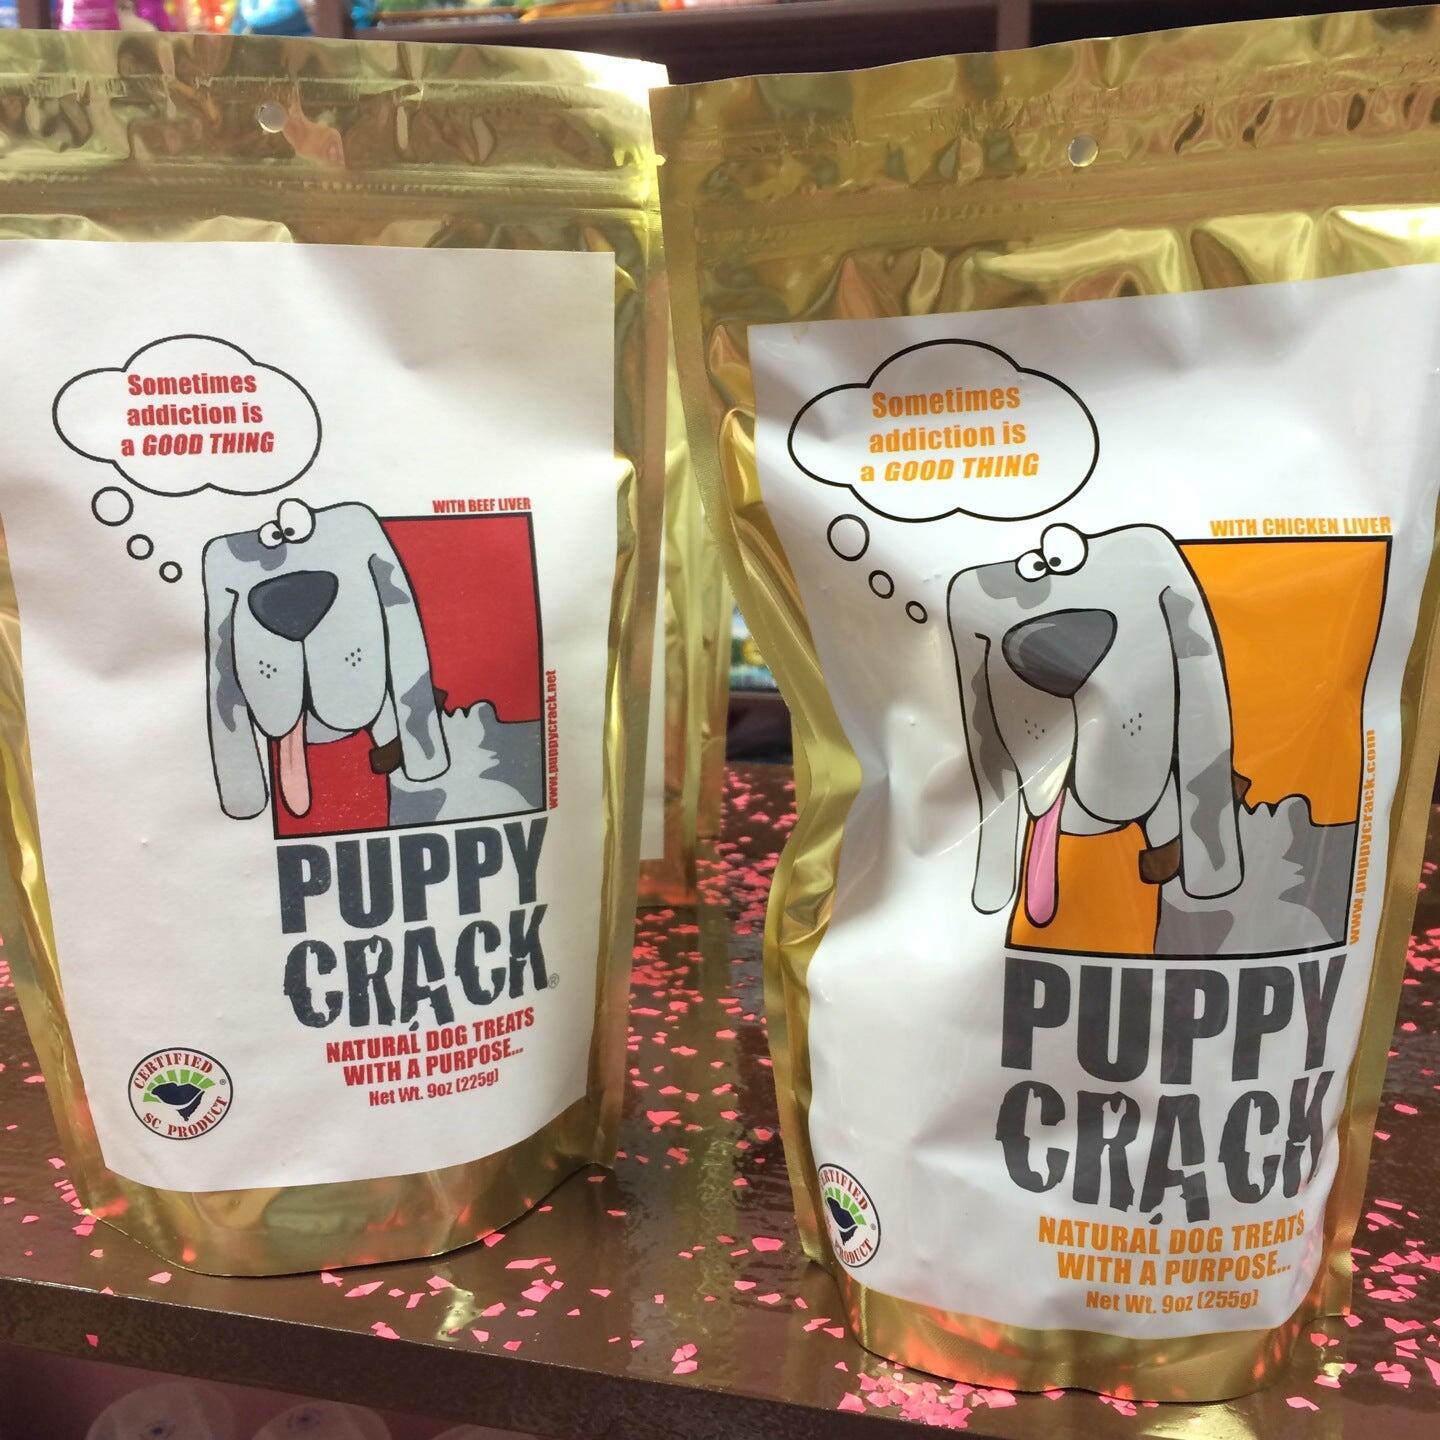 Sometimes
addiction is
a GOOD THING
WITH BEEF LIVER
www.puppycrack.net
PUPPY
CRACK®
NATURAL DOG TREATS
WITH A PURPOSE...
Net Wt. 9oz (225g)
CERTIFIED
SC PRODUCT
®
Sometimes
addiction is
a GOOD THING
WITH CHICKEN LIVER
www.puppycrack.com
PUPPY
CRACK
NATURAL DOG TREATS
WITH A PURPOSE...
Net Wt. 9oz (255g)
®